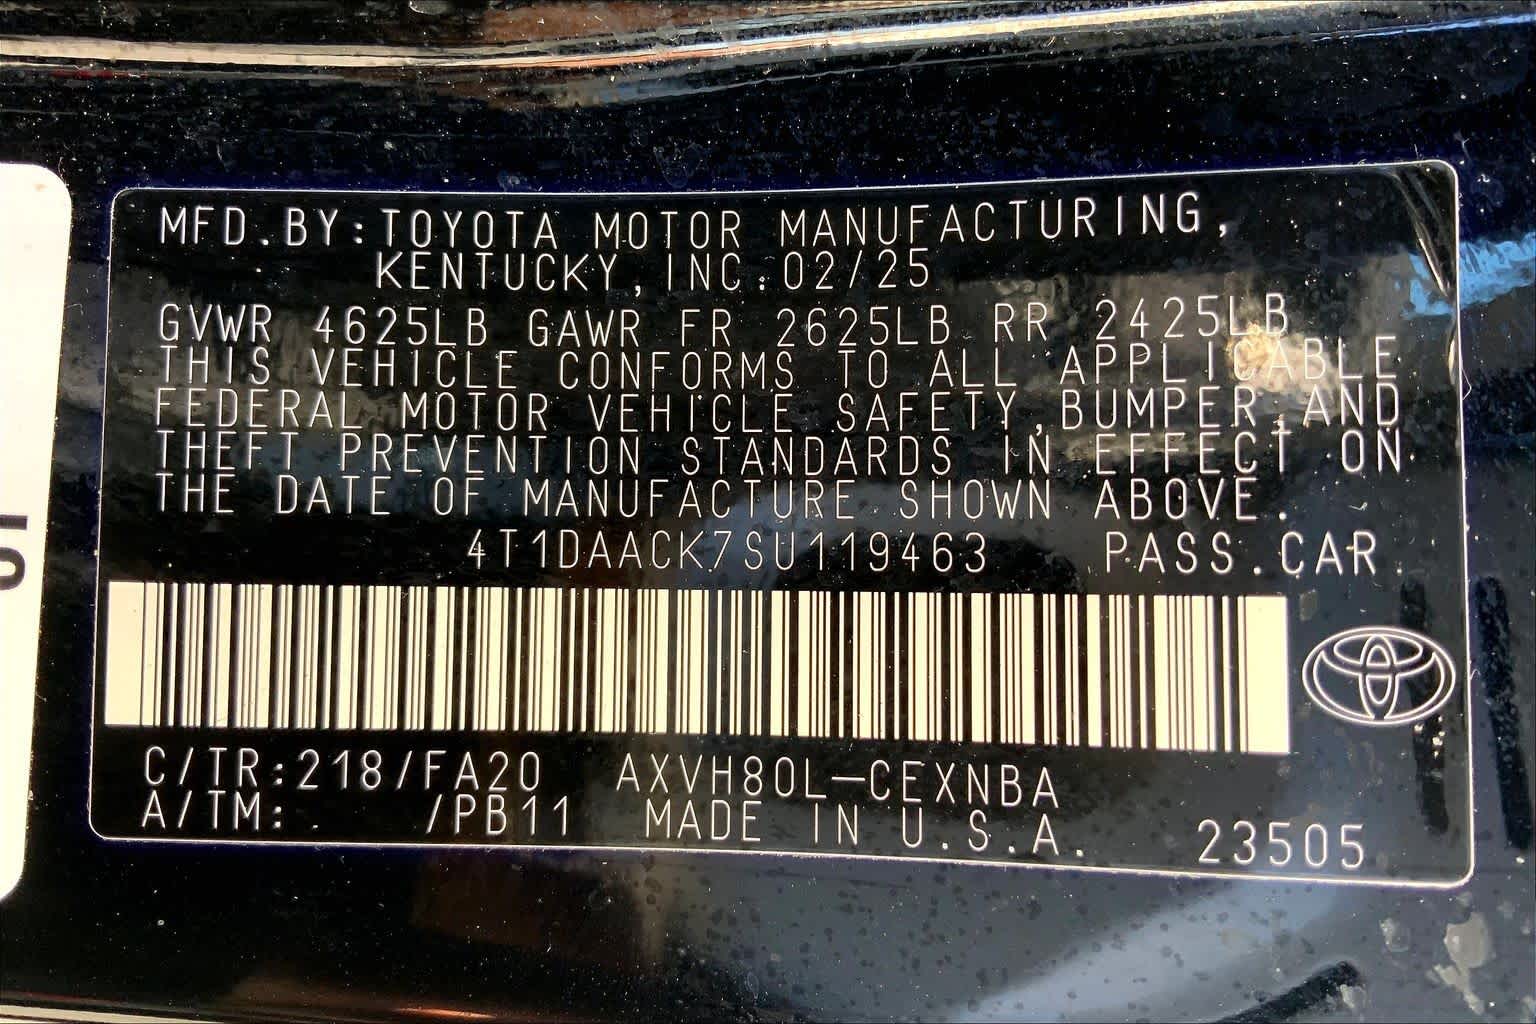 MFD.BY:TOYOTA MOTOR MANUFACTURING,
KENTUCKY,INC.02/25
GVWR 4625LB GAWR FR 2625LB RR 2425LB
THIS VEHICLE CONFORMS TO ALL APPLICABLE
FEDERAL MOTOR VEHICLE SAFETY,BUMPER,AND
THEFT PREVENTION STANDARDS IN EFFECT ON
THE DATE OF MANUFACTURE SHOWN ABOVE.
4T1DAACK7SU119463 PASS.CAR
C/TR:218/FA20 AXVH80L-CEXNBA
A/TM: /PB11 MADE IN U.S.A. 23505